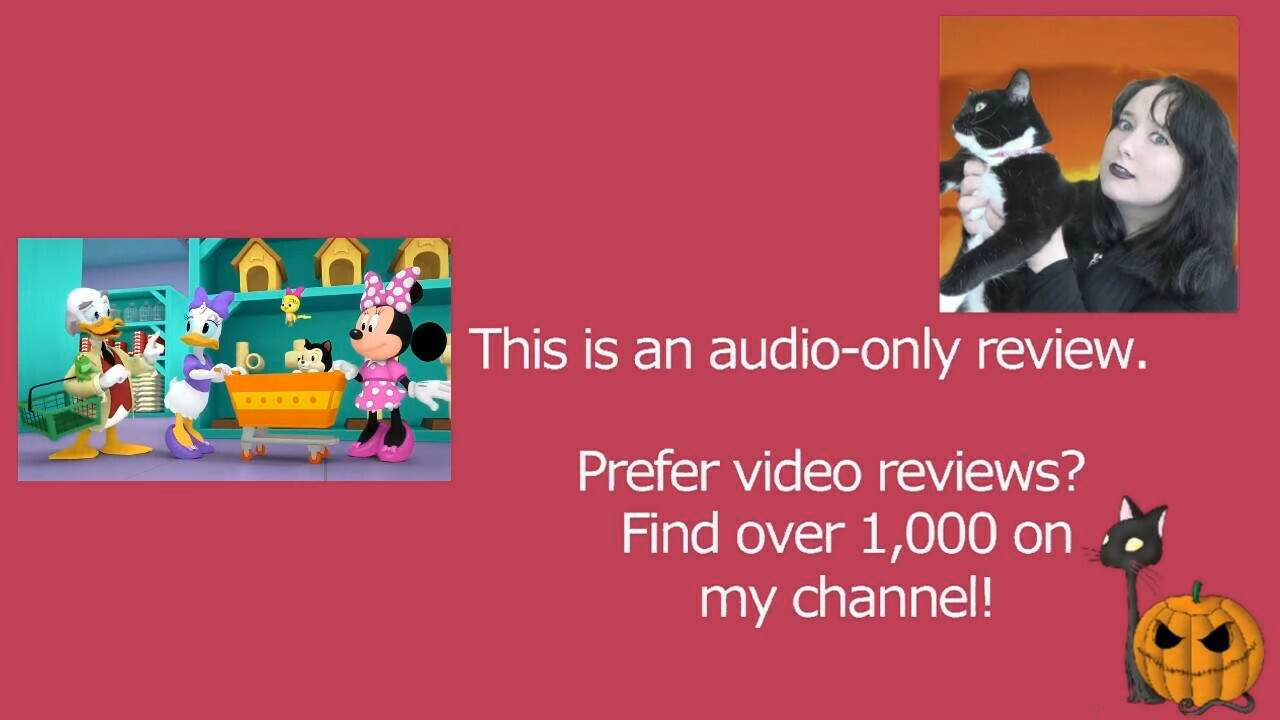 This is an audio-only review.
Prefer video reviews?
Find over 1,000 on
my channel!